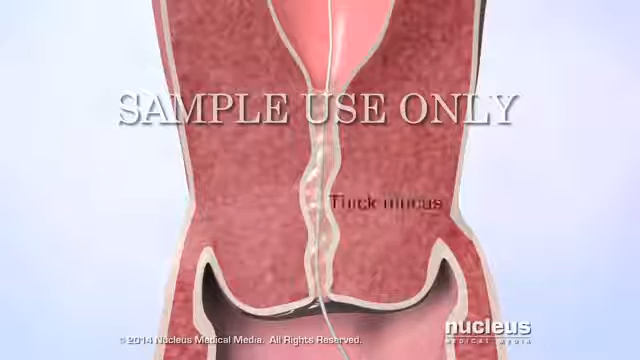 SAMPLE USE ONLY
Thick mucus
© 2014 Nucleus Medical Media. All Rights Reserved.
nucleus
MEDICAL MEDIA